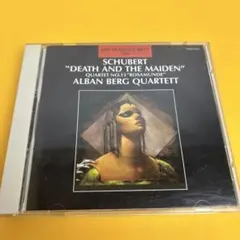 SCHUBERT
"DEATH AND THE MAIDEN"
QUARTET NO.13 "ROSAMUNDE"
ALBAN BERG QUARTETT